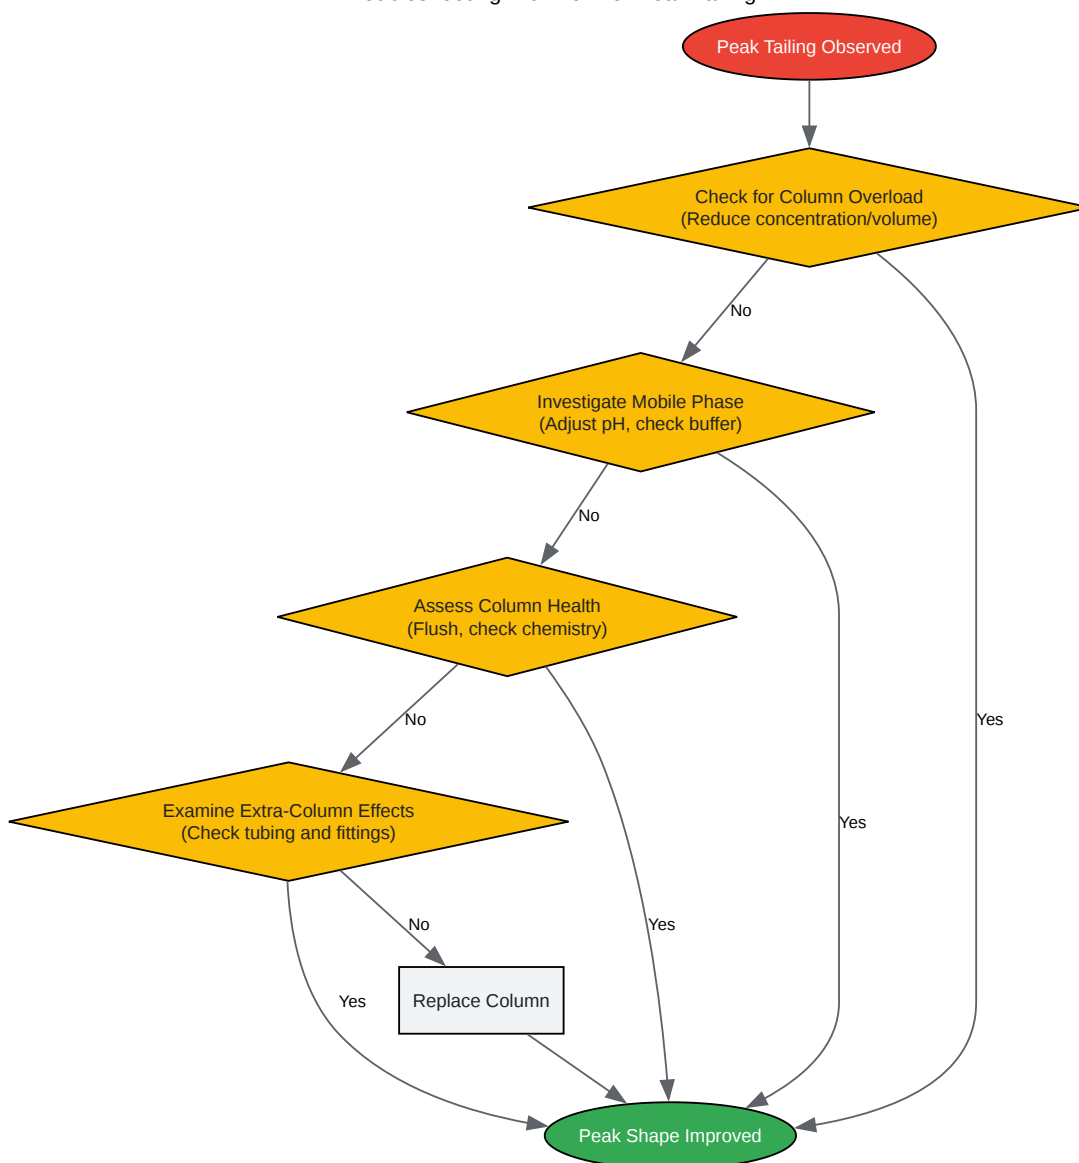 Peak Tailing Observed
Check for Column Overload
(Reduce concentration/volume)
No
Investigate Mobile Phase
(Adjust pH, check buffer)
No
Assess Column Health
(Flush, check chemistry)
No
Yes
Examine Extra-Column Effects
(Check tubing and fittings)
Yes
No
Yes
Yes
Replace Column
Peak Shape Improved